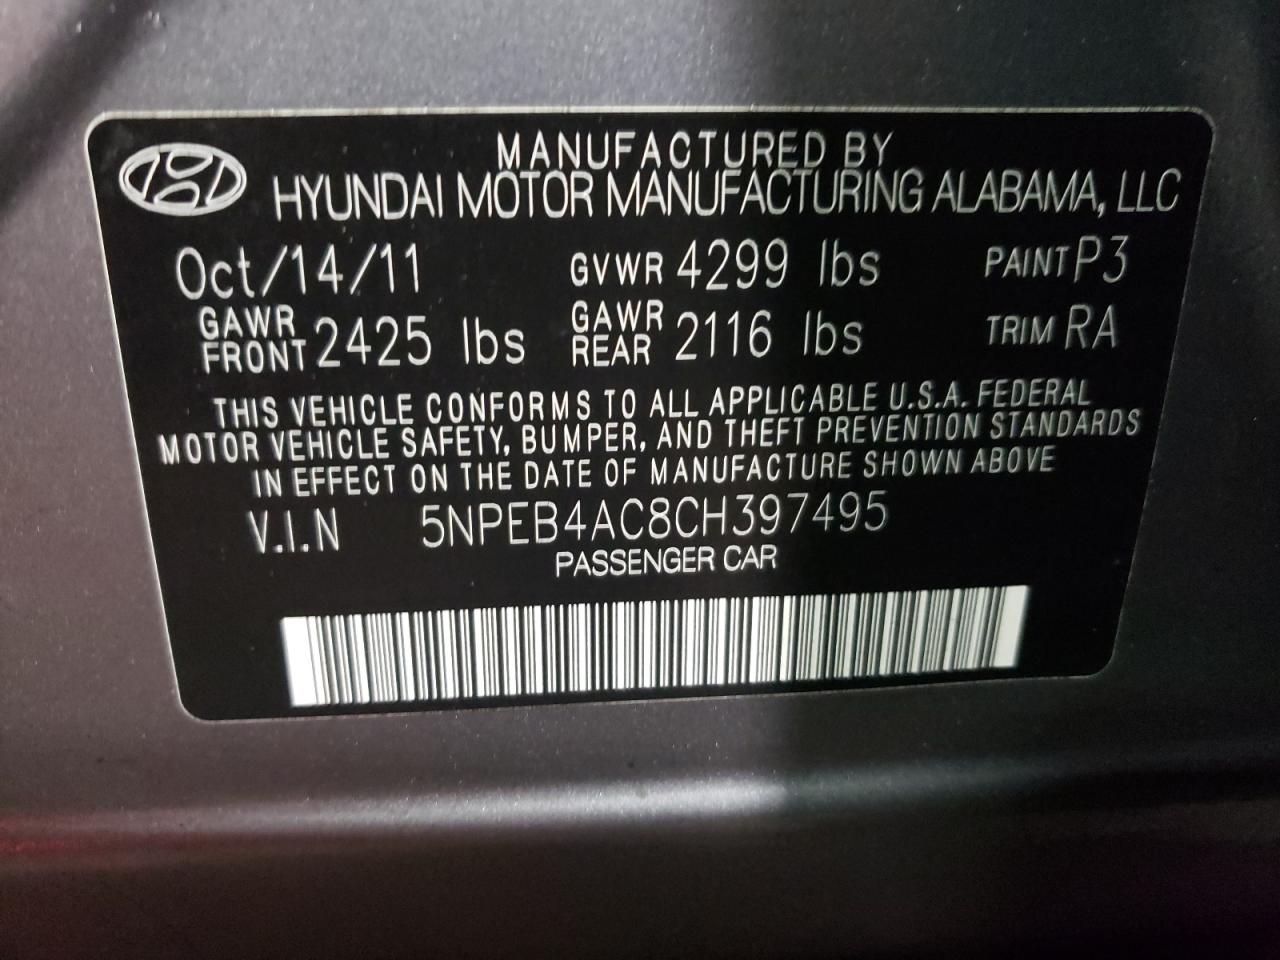 MANUFACTURED BY
HYUNDAI MOTOR MANUFACTURING ALABAMA, LLC
Oct/14/11 GVWR 4299 lbs PAINT P3
GAWR FRONT 2425 lbs GAWR REAR 2116 lbs TRIM RA
THIS VEHICLE CONFORMS TO ALL APPLICABLE U.S.A. FEDERAL
MOTOR VEHICLE SAFETY, BUMPER, AND THEFT PREVENTION STANDARDS
IN EFFECT ON THE DATE OF MANUFACTURE SHOWN ABOVE
V.I.N 5NPEB4AC8CH397495
PASSENGER CAR